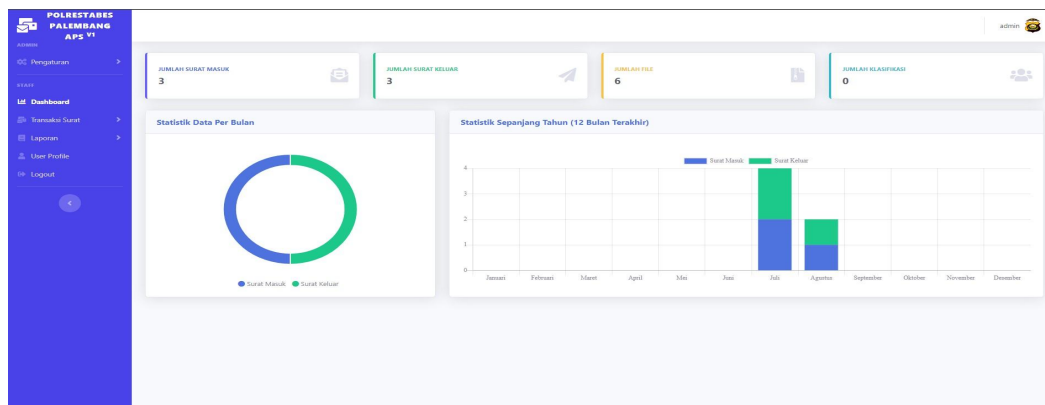 POLRESTABES
PALEMBANG
APS V1
admin
ADMIN
Pengaturan
STAFF
Dashboard
Transaksi Surat
Laporan
User Profile
Logout
JUMLAH SURAT MASUK
3
JUMLAH SURAT KELUAR
3
JUMLAH FILE
6
JUMLAH KLASIFIKASI
0
Statistik Data Per Bulan
Surat Masuk Surat Keluar
Statistik Sepanjang Tahun (12 Bulan Terakhir)
Surat Masuk Surat Keluar
4
3
2
1
0
Januari Februari Maret April Mei Juni Juli Agustus September Oktober November Desember